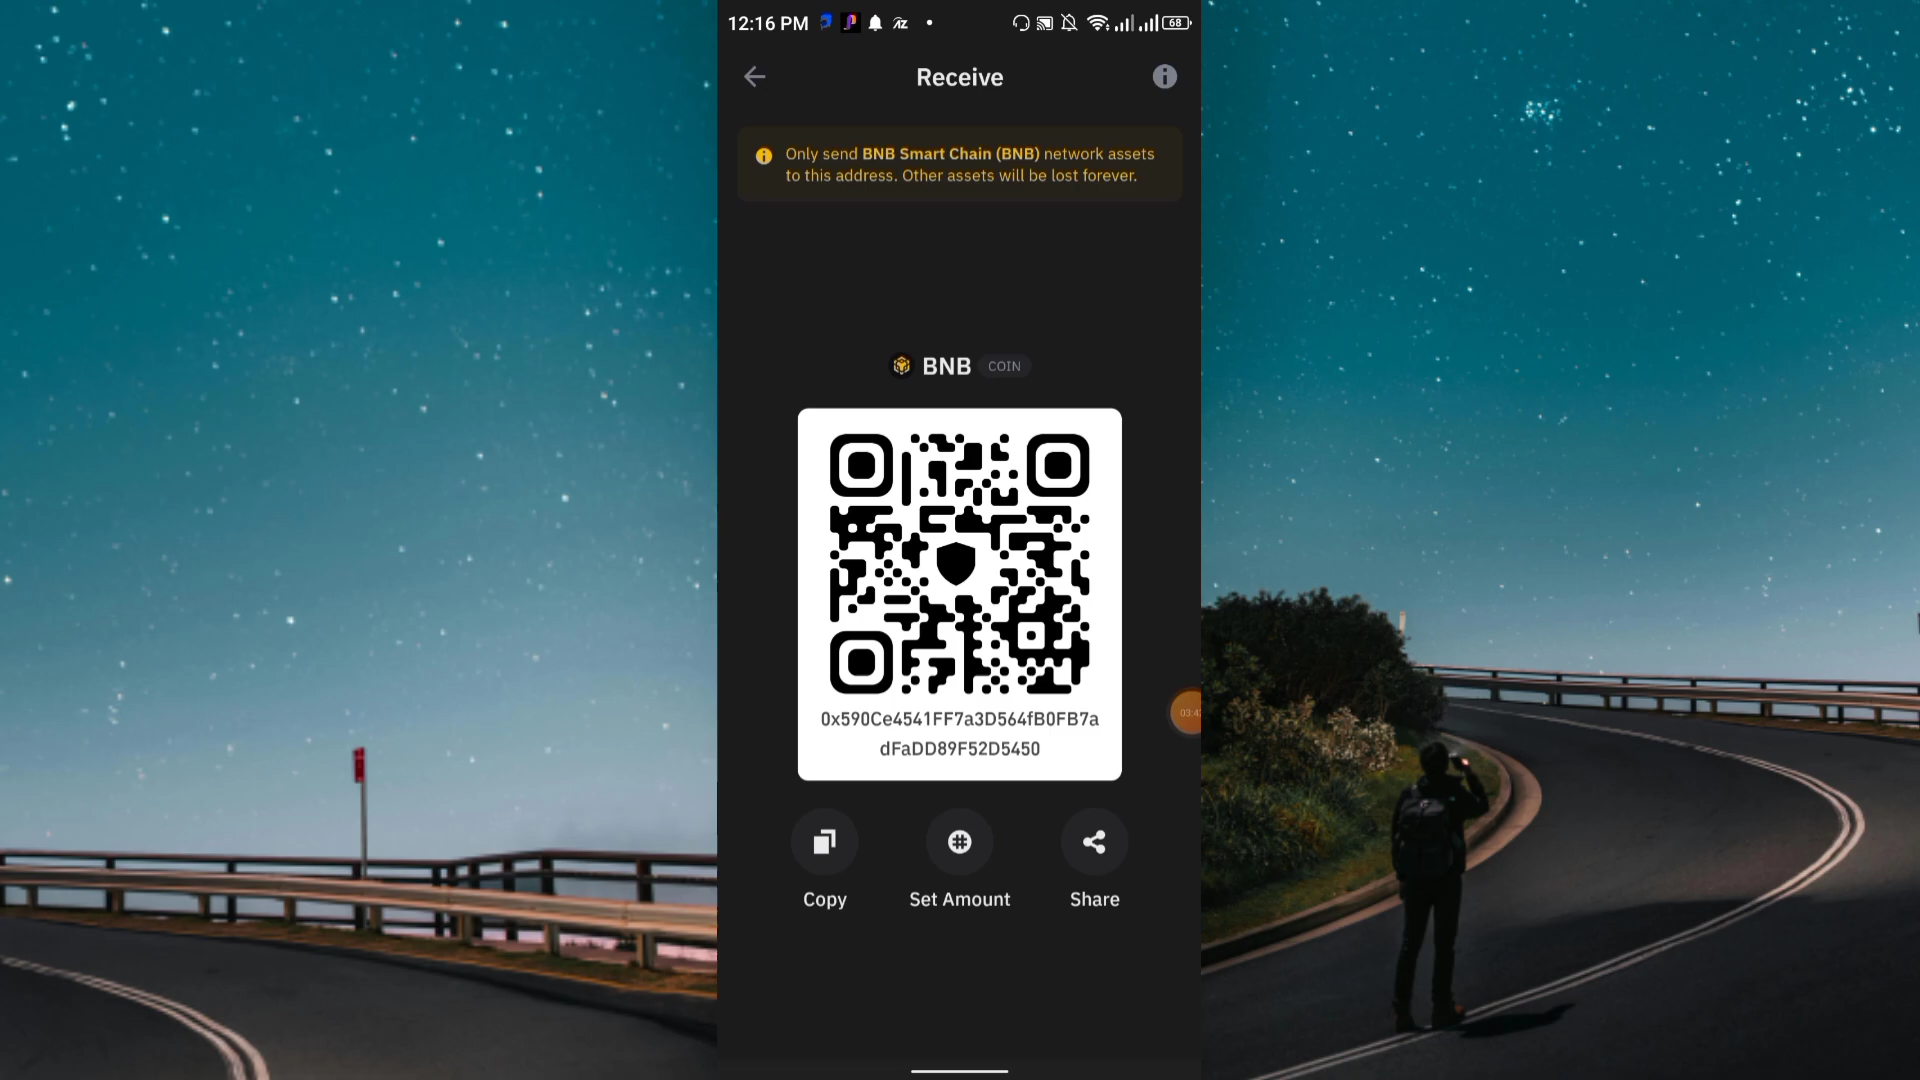 12:16 PM
68
Receive
Only send BNB Smart Chain (BNB) network assets
to this address. Other assets will be lost forever.
BNB COIN
0x590Ce4541FF7a3D564fB0FB7a
dFaDD89F52D5450
Copy
Set Amount
Share